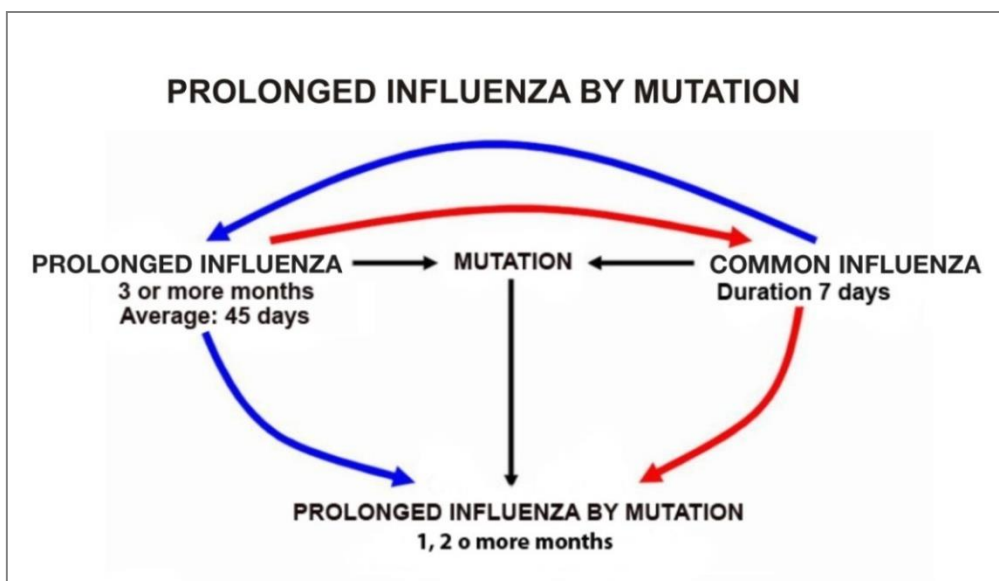 PROLONGED INFLUENZA BY MUTATION
PROLONGED INFLUENZA
3 or more months
Average: 45 days
MUTATION
COMMON INFLUENZA
Duration 7 days
PROLONGED INFLUENZA BY MUTATION
1, 2 o more months